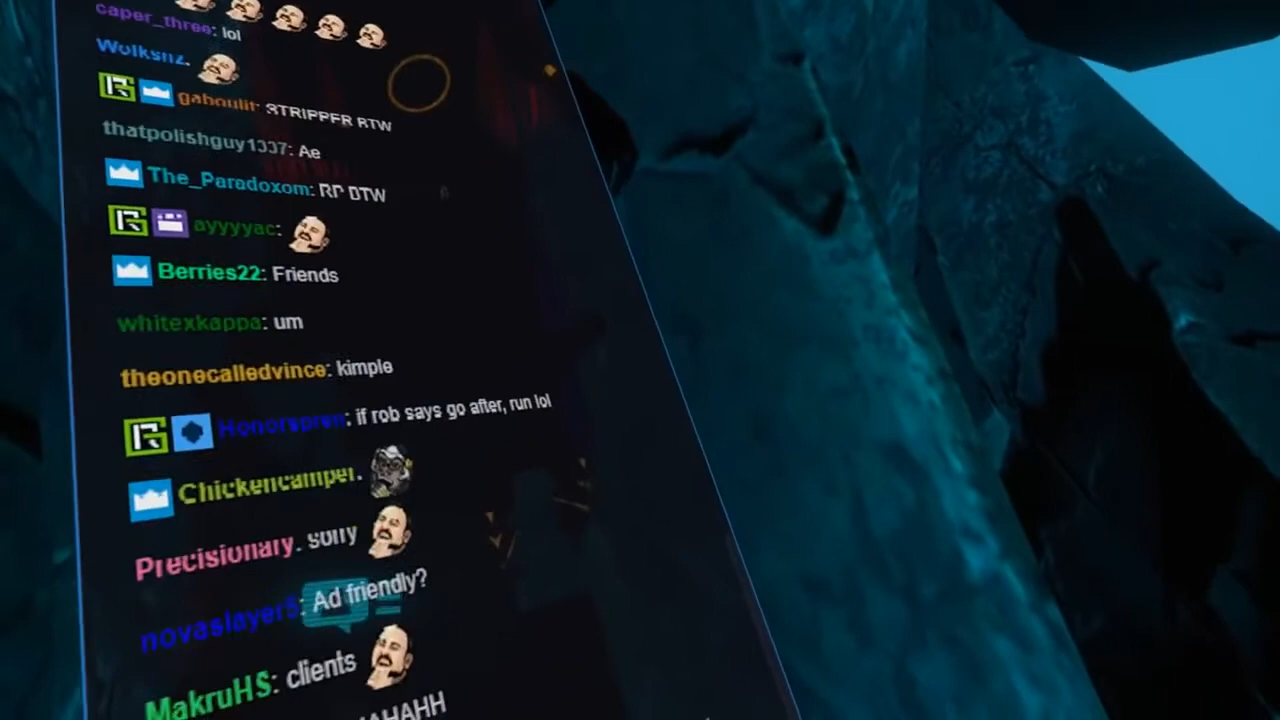 caper_three: lol
Wolksnz:
gaboulit: STRIPPER BTW
thatpolishguy1337: Ae
The_Paradoxom: RP BTW
ayyyyac:
Berries22: Friends
whitexkappa: um
theonecalledvince: kimple
Honorspren: if rob says go after, run lol
Chickencamper:
Precisionary: sorry
novaslayer5: Ad friendly?
MakruHS: clients